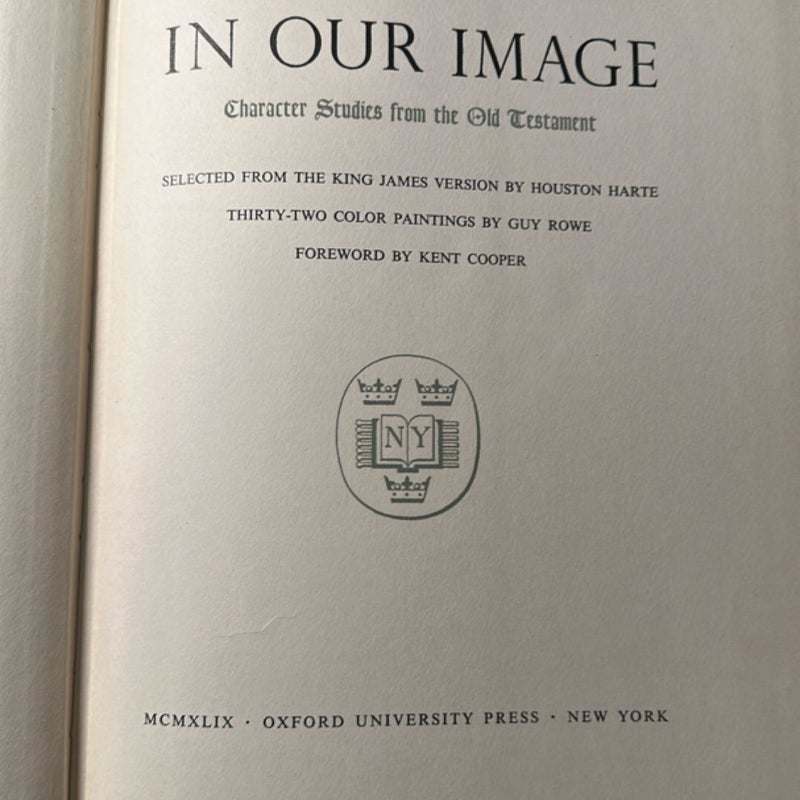 IN OUR IMAGE
Character Studies from the Old Testament
SELECTED FROM THE KING JAMES VERSION BY HOUSTON HARTE
THIRTY-TWO COLOR PAINTINGS BY GUY ROWE
FOREWORD BY KENT COOPER
N Y
MCMXLIX · OXFORD UNIVERSITY PRESS · NEW YORK